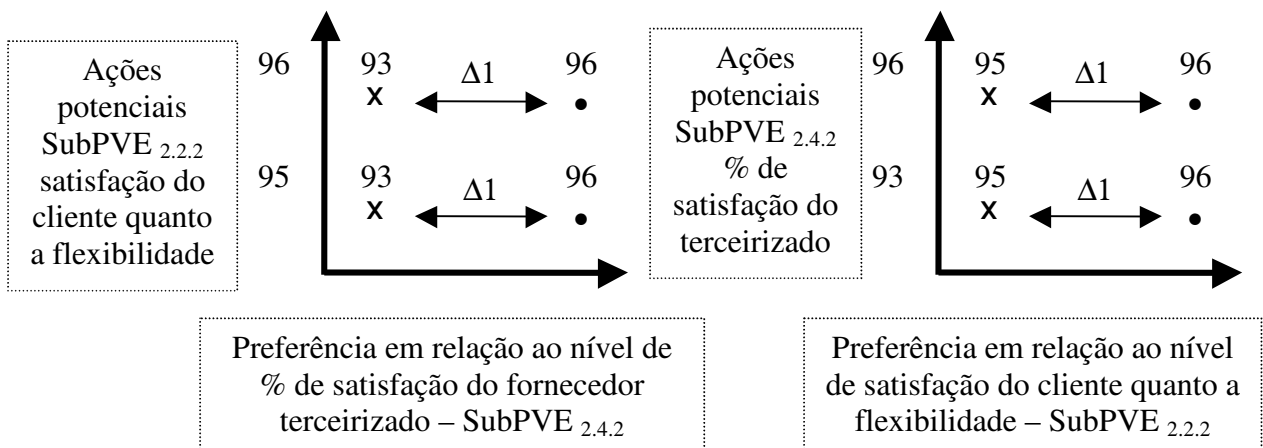 Ações
potenciais
SubPVE 2.2.2
satisfação do
cliente quanto
a flexibilidade
96 93 Δ1 96
x
95 93 Δ1 96
x
Preferência em relação ao nível de
% de satisfação do fornecedor
terceirizado – SubPVE 2.4.2
Ações
potenciais
SubPVE 2.4.2
% de
satisfação do
terceirizado
96 95 Δ1 96
x
93 95 Δ1 96
x
Preferência em relação ao nível
de satisfação do cliente quanto a
flexibilidade – SubPVE 2.2.2